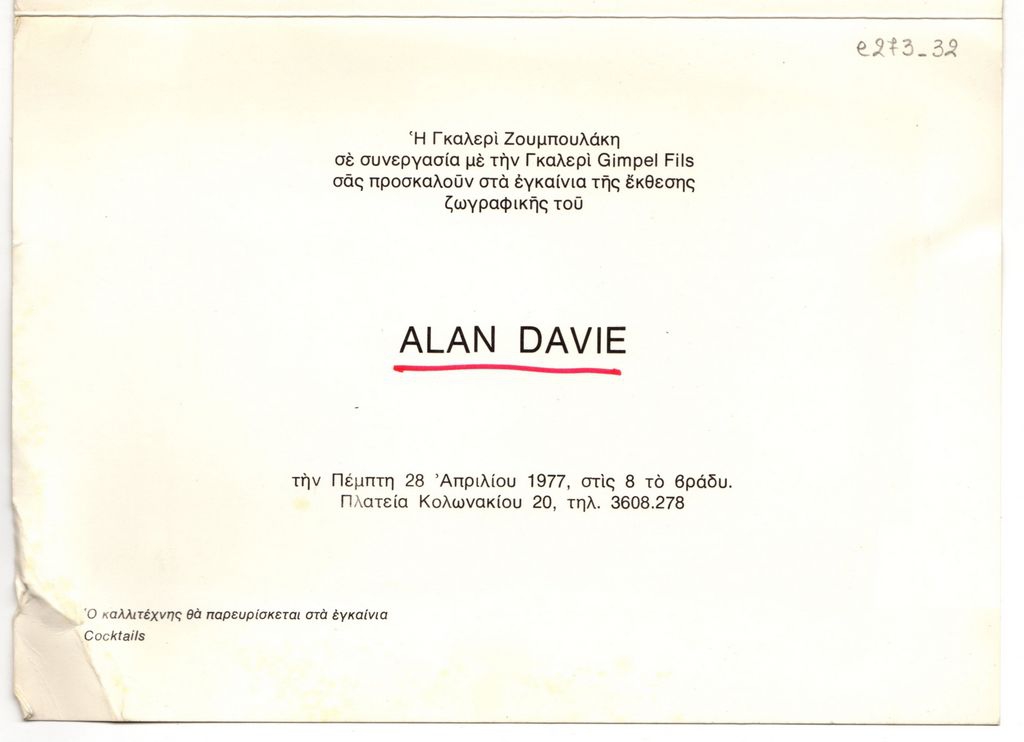 e273-32
Ἡ Γκαλερὶ Ζουμπουλάκη
σὲ συνεργασία μὲ τὴν Γκαλερὶ Gimpel Fils
σᾶς προσκαλοῦν στὰ ἐγκαίνια τῆς ἔκθεσης
ζωγραφικῆς τοῦ
ALAN DAVIE
τὴν Πέμπτη 28 Ἀπριλίου 1977, στὶς 8 τὸ βράδυ.
Πλατεία Κολωνακίου 20, τηλ. 3608.278
Ὁ καλλιτέχνης θὰ παρευρίσκεται στὰ ἐγκαίνια
Cocktails